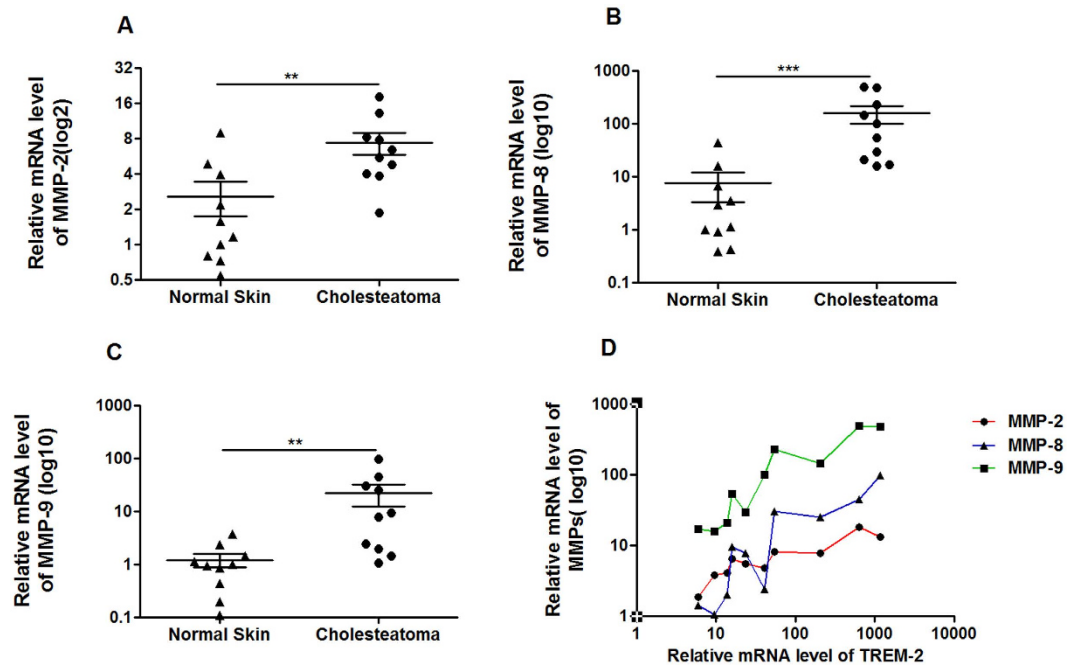 A
Relative mRNA level
of MMP-2(log2)
32
16
8
4
2
1
0.5
**
Normal Skin
Cholesteatoma
B
Relative mRNA level
of MMP-8 (log10)
1000
100
10
1
0.1
***
Normal Skin
Cholesteatoma
C
Relative mRNA level
of MMP-9 (log10)
1000
100
10
1
0.1
**
Normal Skin
Cholesteatoma
D
Relative mRNA level of
MMPs( log10)
1000
100
10
1
1
10
100
1000
10000
Relative mRNA level of TREM-2
MMP-2
MMP-8
MMP-9